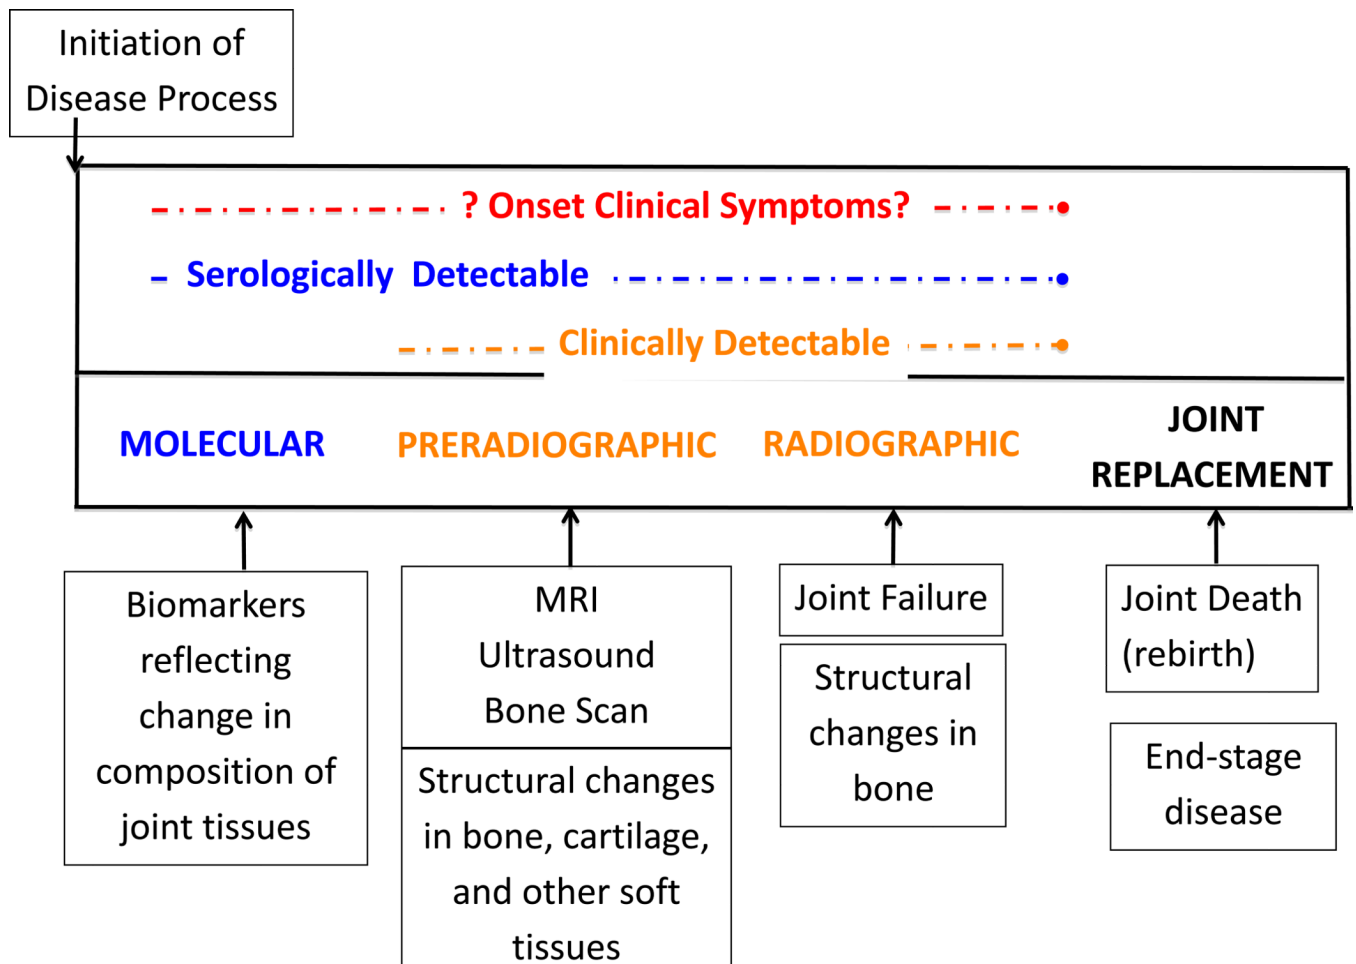 Initiation of
Disease Process
? Onset Clinical Symptoms?
Serologically Detectable
Clinically Detectable
MOLECULAR
PRERADIOGRAPHIC
RADIOGRAPHIC
JOINT
REPLACEMENT
Biomarkers
reflecting
change in
composition of
joint tissues
MRI
Ultrasound
Bone Scan
Structural changes
in bone, cartilage,
and other soft
tissues
Joint Failure
Structural
changes in
bone
Joint Death
(rebirth)
End-stage
disease